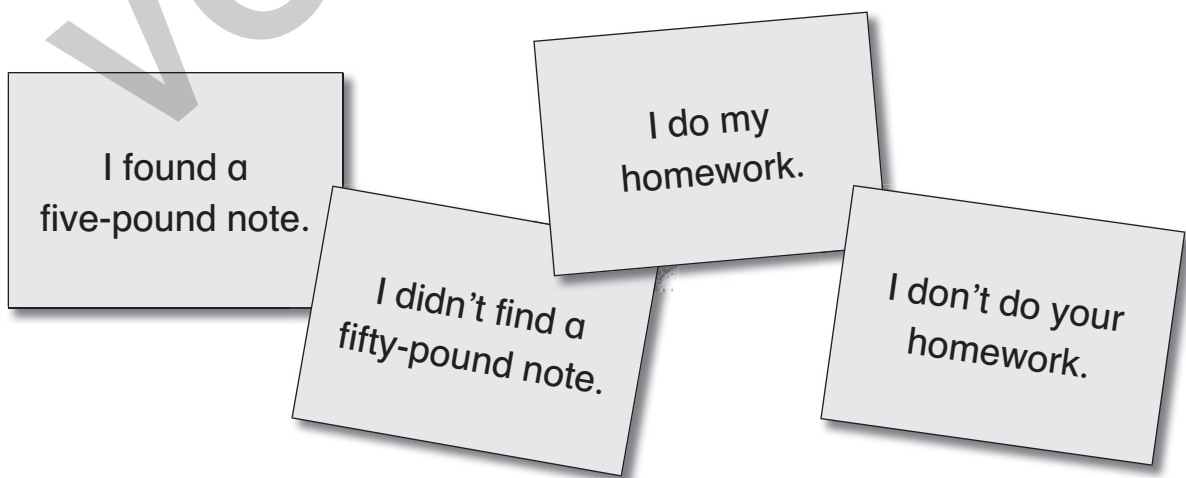 I found a
five-pound note.
I didn’t find a
fifty-pound note.
I do my
homework.
I don’t do your
homework.